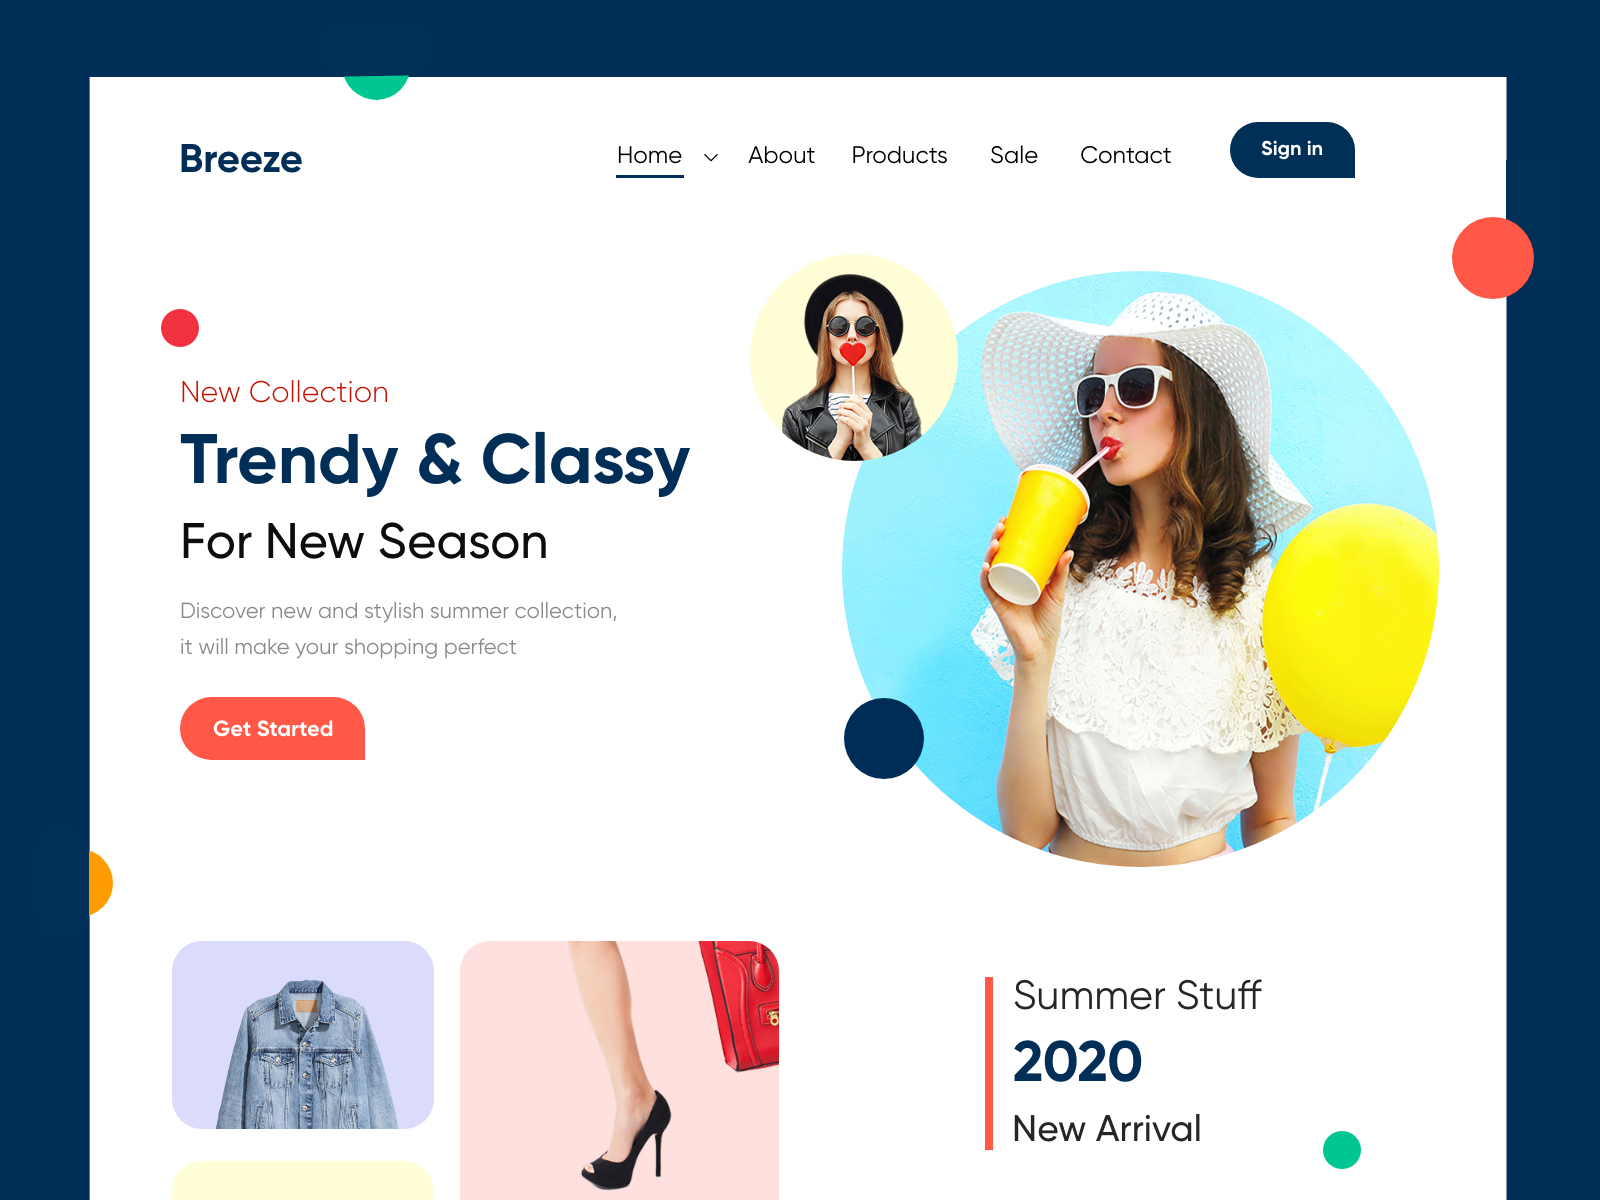 Breeze
Home About Products Sale Contact Sign in
New Collection
Trendy & Classy
For New Season
Discover new and stylish summer collection,
it will make your shopping perfect
Get Started
Summer Stuff
2020
New Arrival